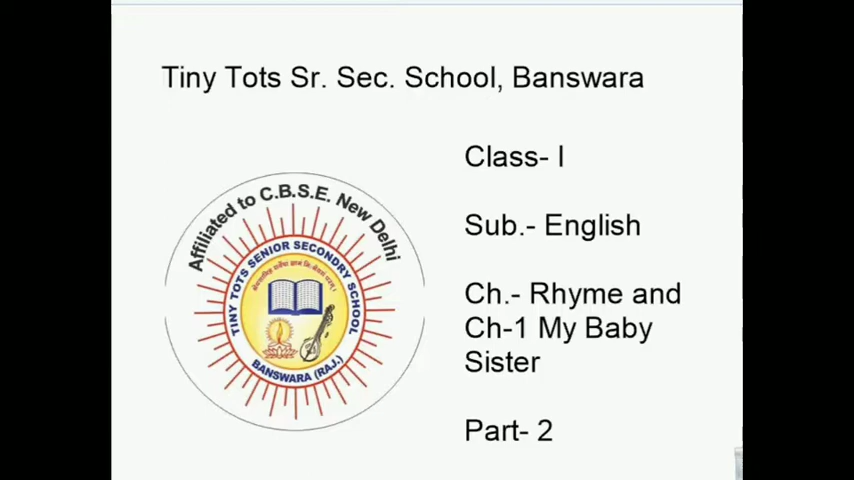 Tiny Tots Sr. Sec. School, Banswara
Class- I
Sub.- English
Ch.- Rhyme and
Ch-1 My Baby
Sister
Part- 2
Affiliated to C.B.S.E. New Delhi
TINY TOTS SENIOR SECONDRY SCHOOL
BANSWARA (RAJ.)